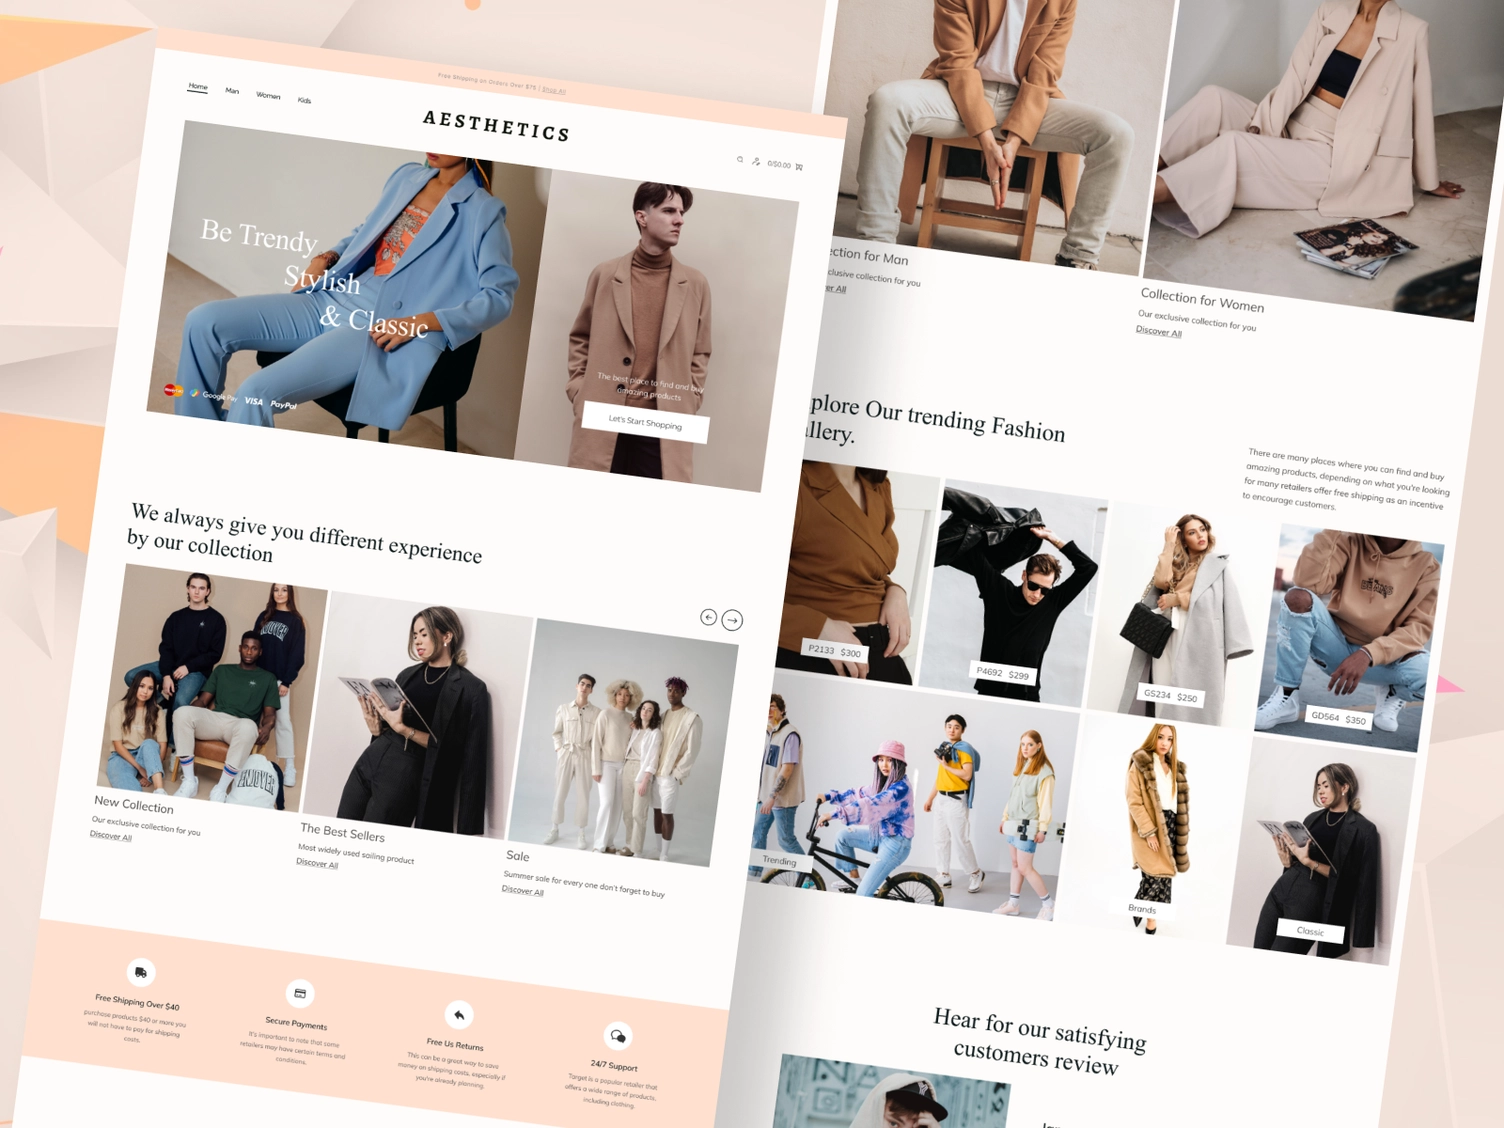 Free Shipping on Orders Over $75 | Shop All
Home Man Women Kids
AESTHETICS
0/$0.00
Be Trendy
Stylish
& Classic
Google Pay VISA PayPal
The best place to find and buy
amazing products
Let's Start Shopping
We always give you different experience
by our collection
New Collection
Our exclusive collection for you
Discover All
The Best Sellers
Most widely used sailing product
Discover All
Sale
Summer sale for every one don't forget to buy
Discover All
Free Shipping Over $40
purchase products $40 or more you
will not have to pay for shipping
costs.
Secure Payments
It's important to note that some
retailers may have certain terms and
conditions.
Free Us Returns
This can be a great way to save
money on shipping costs, especially if
you're already planning.
24/7 Support
Target is a popular retailer that
offers a wide range of products,
including clothing.
ection for Man
clusive collection for you
er All
Collection for Women
Our exclusive collection for you
Discover All
plore Our trending Fashion
allery.
There are many places where you can find and buy
amazing products, depending on what you're looking
for many retailers offer free shipping as an incentive
to encourage customers.
P2133 $300
P4692 $299
GS234 $250
GD564 $350
Trending
Brands
Classic
Hear for our satisfying
customers review